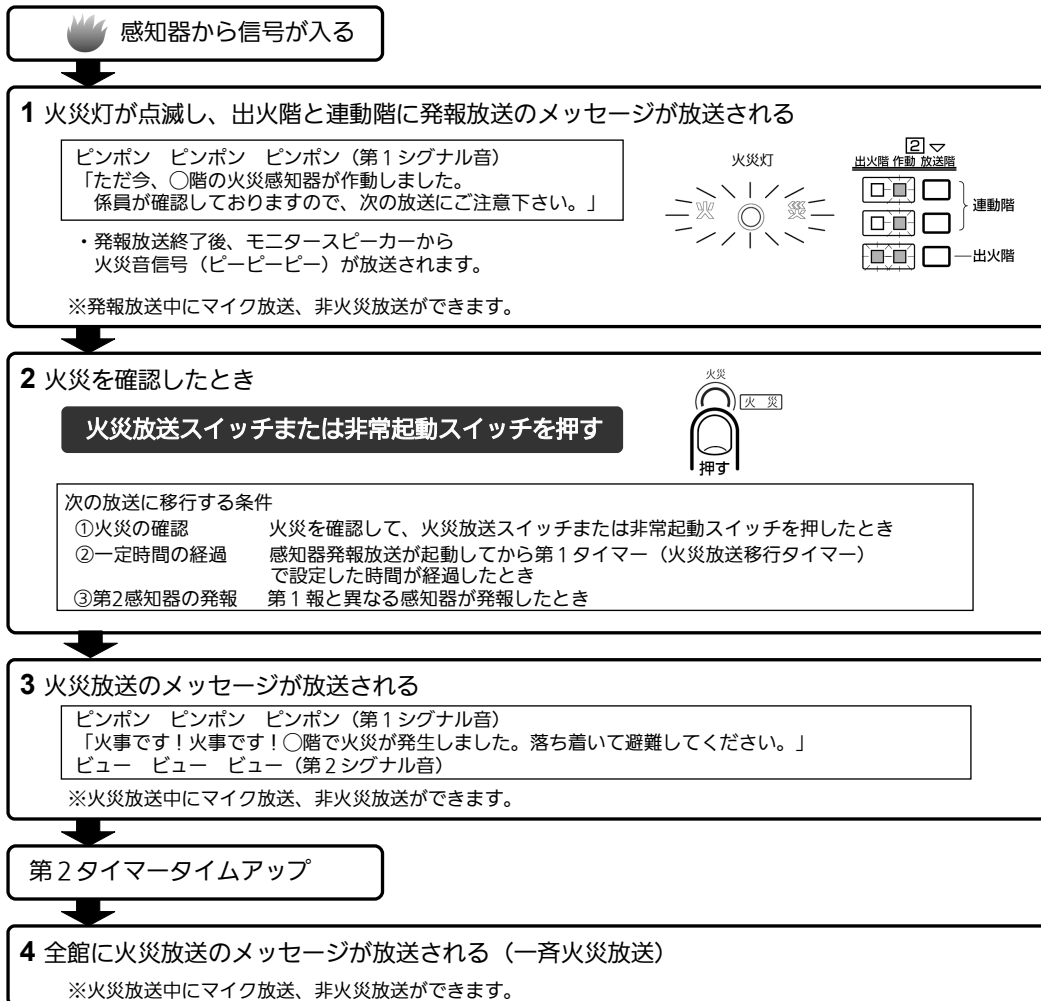 感知器から信号が入る
1 火災灯が点滅し、出火階と連動階に発報放送のメッセージが放送される
ピンポン ピンポン ピンポン（第1シグナル音）
「ただ今、○階の火災感知器が作動しました。
係員が確認しておりますので、次の放送にご注意下さい。」
・発報放送終了後、モニタースピーカーから
火災音信号（ピーピーピー）が放送されます。
※発報放送中にマイク放送、非火災放送ができます。
火災灯
火 災
2 ▽
出火階 作動 放送階
連動階
出火階
2 火災を確認したとき
火災放送スイッチまたは非常起動スイッチを押す
火災
火 災
押す
次の放送に移行する条件
①火災の確認 火災を確認して、火災放送スイッチまたは非常起動スイッチを押したとき
②一定時間の経過 感知器発報放送が起動してから第1タイマー（火災放送移行タイマー）
で設定した時間が経過したとき
③第2感知器の発報 第1報と異なる感知器が発報したとき
3 火災放送のメッセージが放送される
ピンポン ピンポン ピンポン（第1シグナル音）
「火事です！火事です！○階で火災が発生しました。落ち着いて避難してください。」
ビュー ビュー ビュー（第2シグナル音）
※火災放送中にマイク放送、非火災放送ができます。
第2タイマータイムアップ
4 全館に火災放送のメッセージが放送される（一斉火災放送）
※火災放送中にマイク放送、非火災放送ができます。